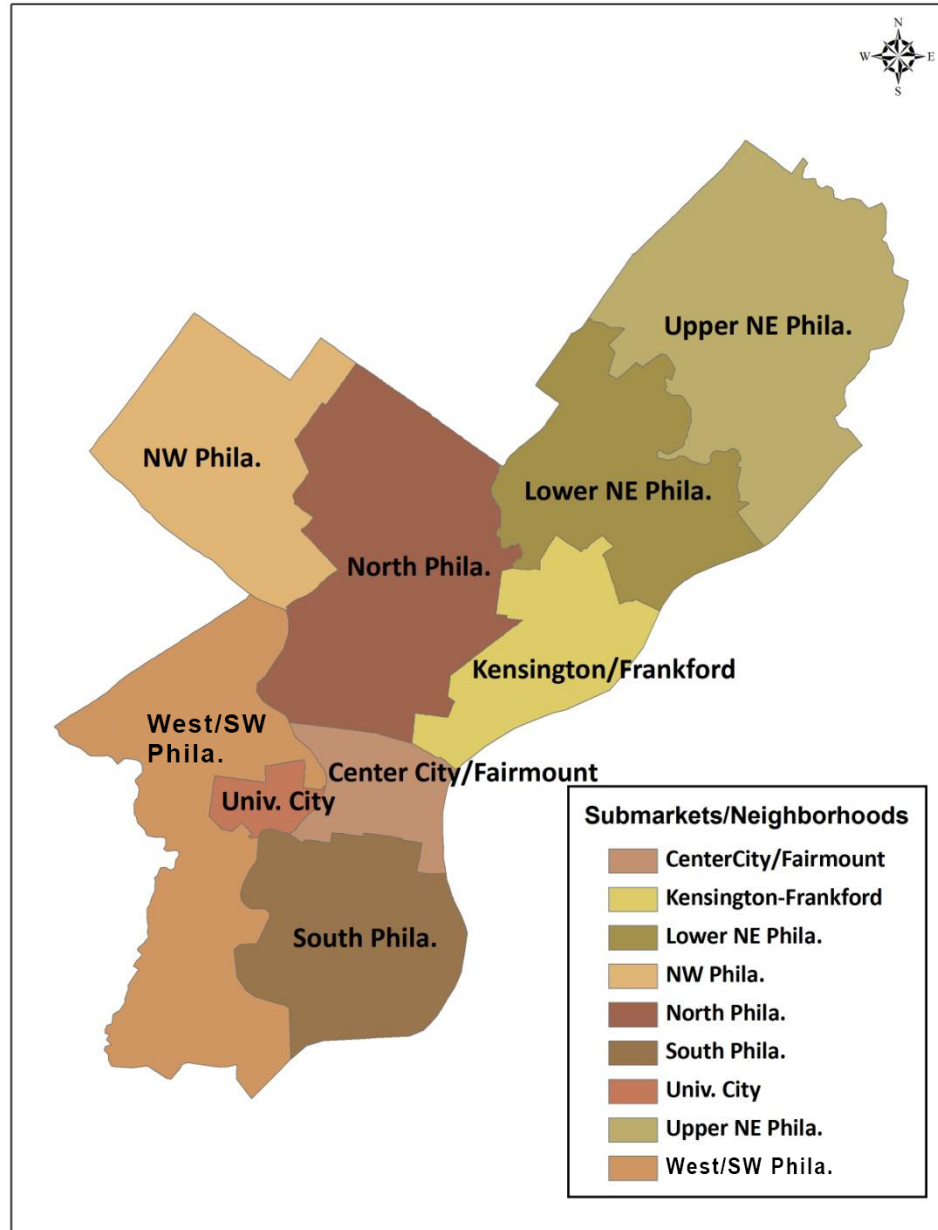 N
W E
S
Upper NE Phila.
NW Phila.
Lower NE Phila.
North Phila.
Kensington/Frankford
West/SW
Phila.
Center City/Fairmount
Univ. City
South Phila.
Submarkets/Neighborhoods
CenterCity/Fairmount
Kensington-Frankford
Lower NE Phila.
NW Phila.
North Phila.
South Phila.
Univ. City
Upper NE Phila.
West/SW Phila.